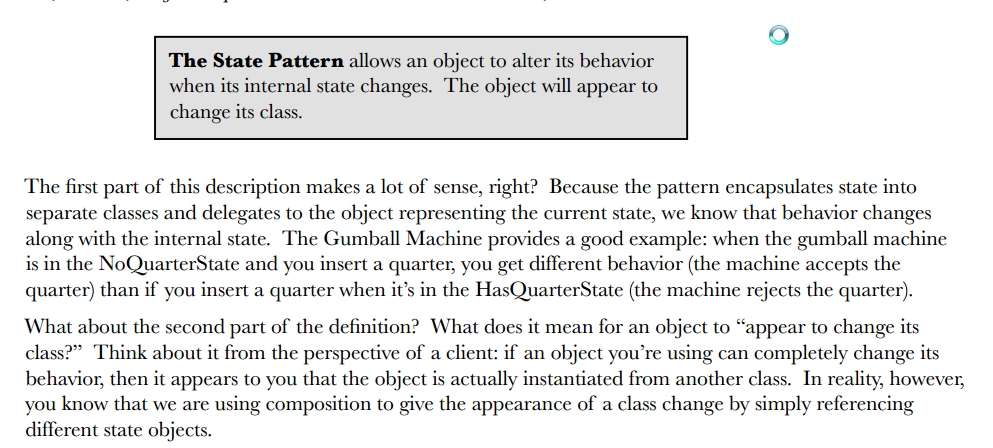 The State Pattern allows an object to alter its behavior
when its internal state changes.  The object will appear to
change its class.
The first part of this description makes a lot of sense, right?  Because the pattern encapsulates state into
separate classes and delegates to the object representing the current state, we know that behavior changes
along with the internal state.  The Gumball Machine provides a good example: when the gumball machine
is in the NoQuarterState and you insert a quarter, you get different behavior (the machine accepts the
quarter) than if you insert a quarter when it’s in the HasQuarterState (the machine rejects the quarter).
What about the second part of the definition?  What does it mean for an object to “appear to change its
class?”  Think about it from the perspective of a client: if an object you’re using can completely change its
behavior, then it appears to you that the object is actually instantiated from another class.  In reality, however,
you know that we are using composition to give the appearance of a class change by simply referencing
different state objects.